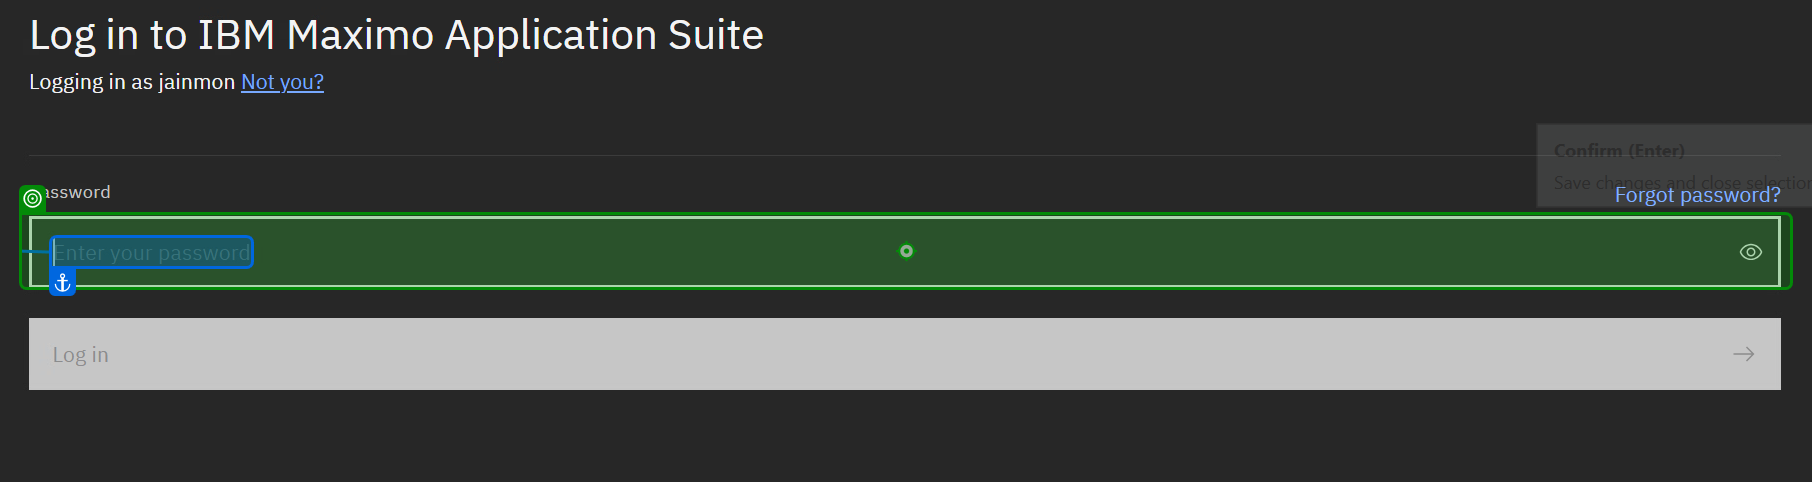 Log in to IBM Maximo Application Suite
Logging in as jainmon Not you?
Confirm (Enter)
Save changes and close selection
assword
Forgot password?
Enter your password
Log in